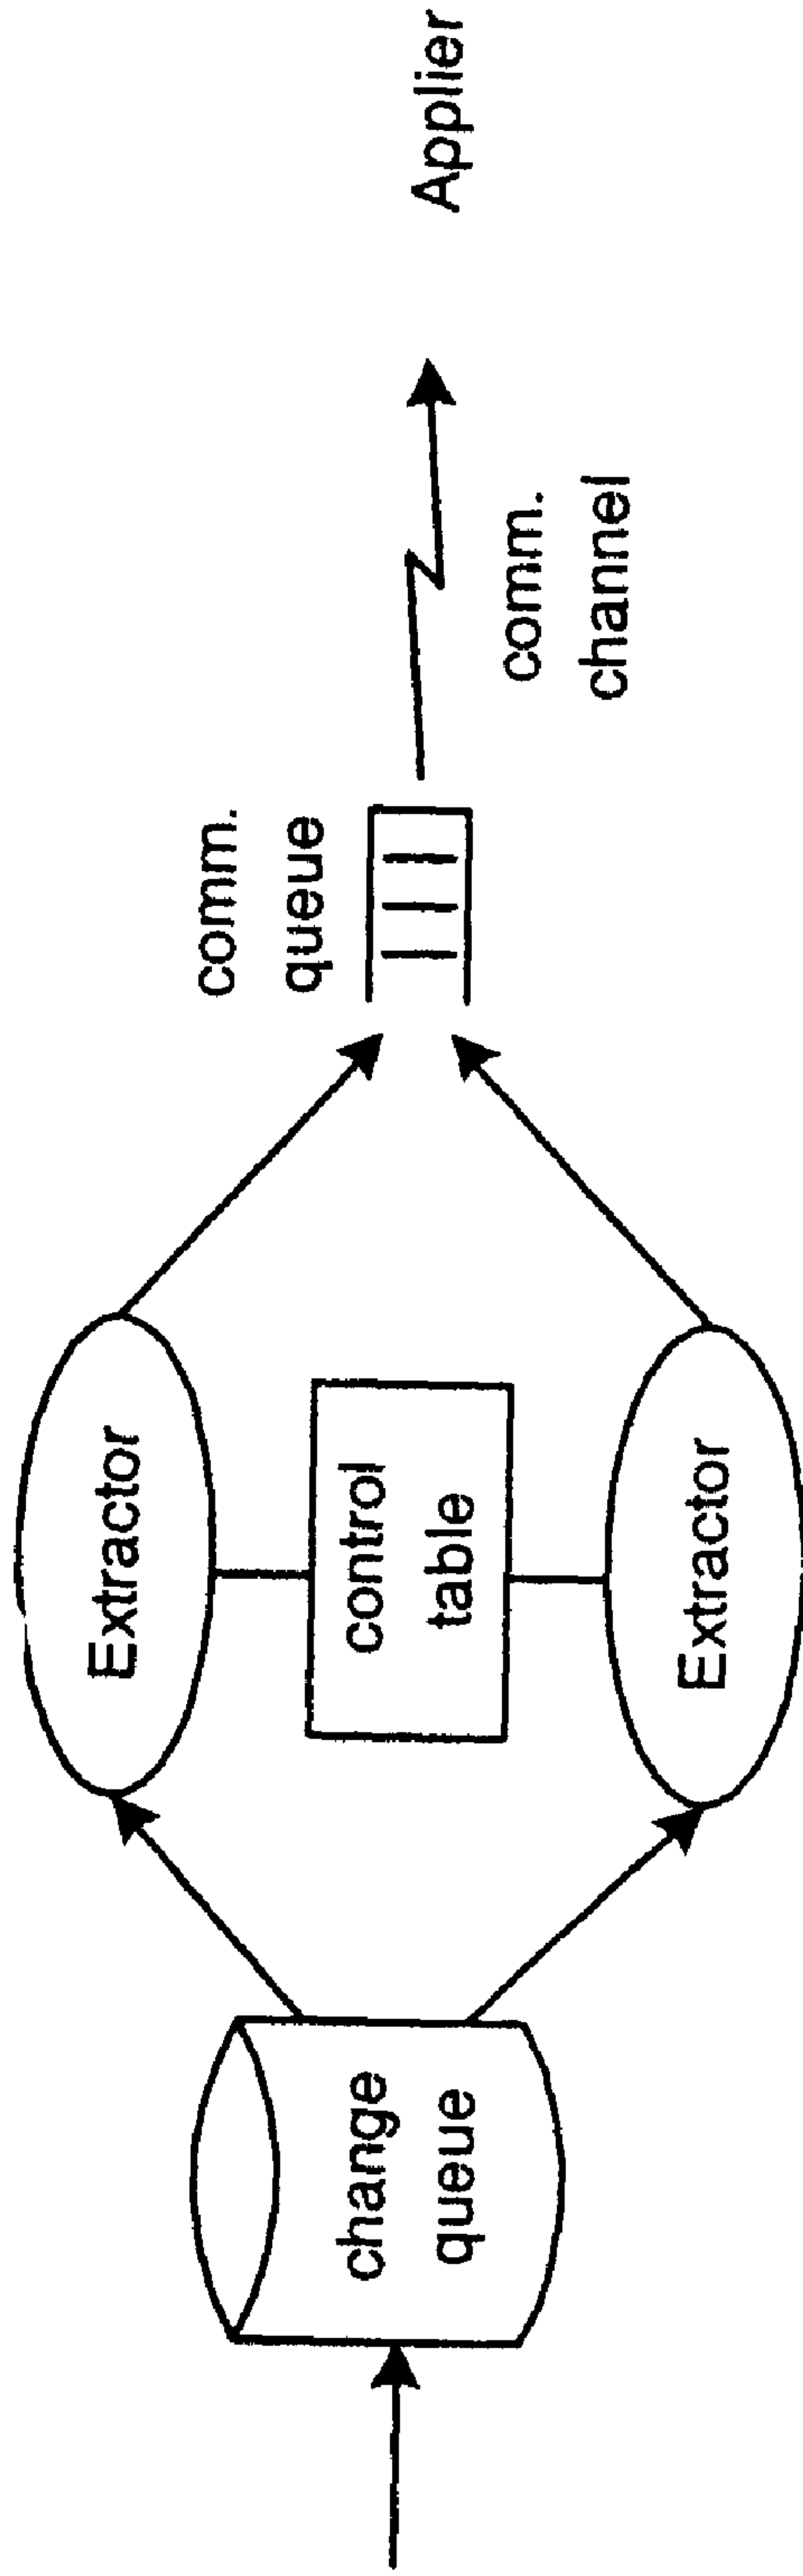 change
queue
Extractor
control
table
Extractor
comm.
queue
comm.
channel
Applier